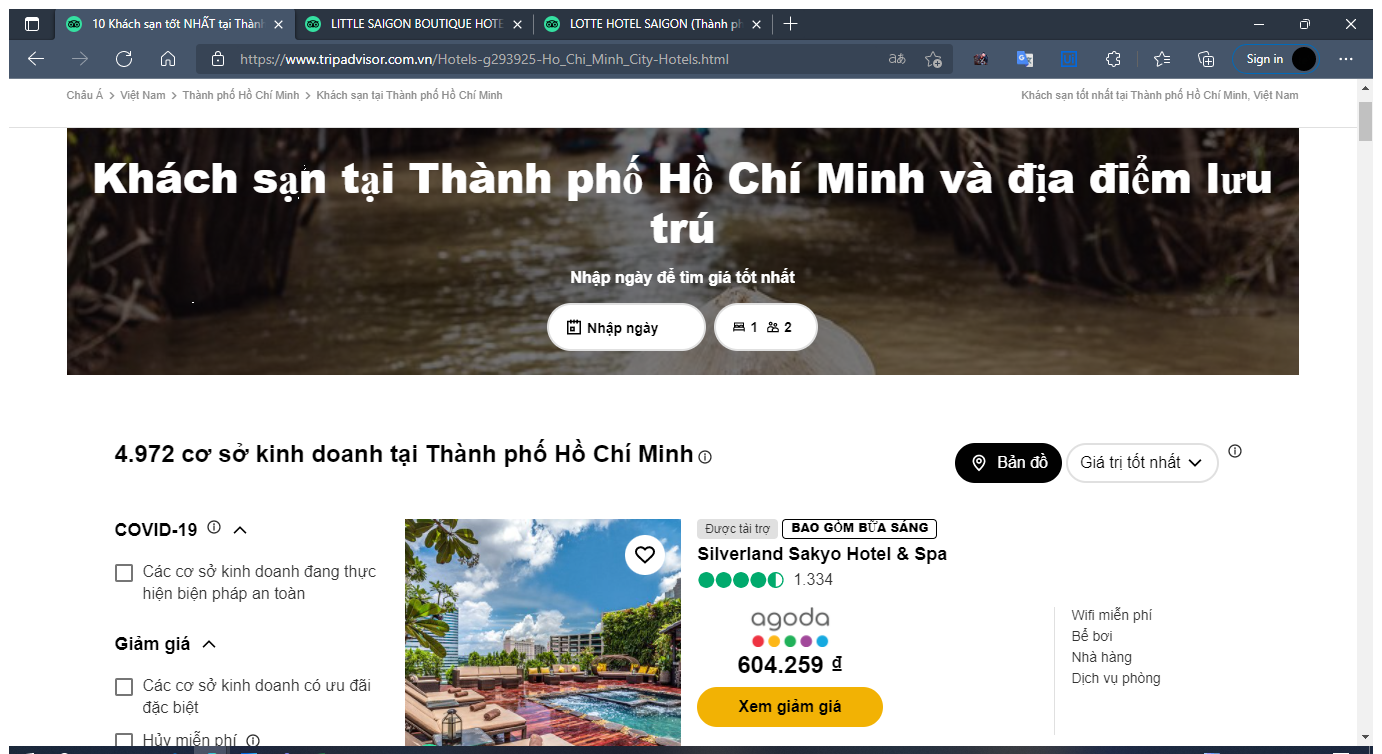 10 Khách sạn tốt NHẤT tại Thàn
LITTLE SAIGON BOUTIQUE HOTE
LOTTE HOTEL SAIGON (Thành ph
https://www.tripadvisor.com.vn/Hotels-g293925-Ho_Chi_Minh_City-Hotels.html
Sign in
Châu Á > Việt Nam > Thành phố Hồ Chí Minh > Khách sạn tại Thành phố Hồ Chí Minh
Khách sạn tốt nhất tại Thành phố Hồ Chí Minh, Việt Nam
Khách sạn tại Thành phố Hồ Chí Minh và địa điểm lưu
trú
Nhập ngày để tìm giá tốt nhất
Nhập ngày
1 2
4.972 cơ sở kinh doanh tại Thành phố Hồ Chí Minh
Bản đồ
Giá trị tốt nhất
COVID-19
Các cơ sở kinh doanh đang thực
hiện biện pháp an toàn
Giảm giá
Các cơ sở kinh doanh có ưu đãi
đặc biệt
Hủy miễn phí
Được tài trợ
BAO GỒM BỮA SÁNG
Silverland Sakyo Hotel & Spa
1.334
agoda
604.259 ₫
Xem giảm giá
Wifi miễn phí
Bể bơi
Nhà hàng
Dịch vụ phòng